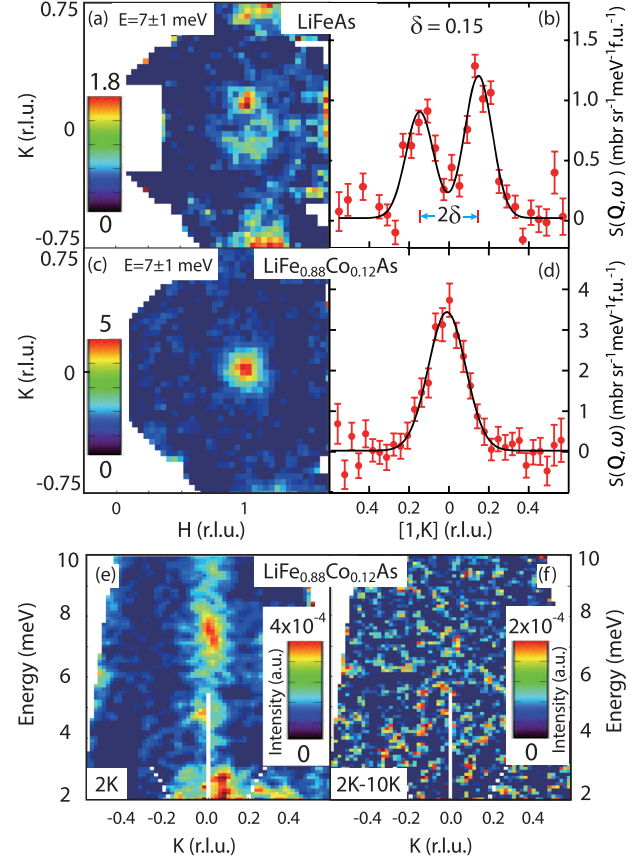 0.75
(a)
E=7±1 meV
LiFeAs
δ = 0.15
(b)
1.8
0
K (r.l.u.)
0
-0.75
2δ
1.5
1.0
0.5
0
S(Q,ω) (mbr sr⁻¹meV⁻¹f.u.⁻¹)
(c)
E=7±1 meV
LiFe₀.₈₈Co₀.₁₂As
(d)
0.75
5
0
K (r.l.u.)
0
-0.75
4
3
2
1
0
S(Q,ω) (mbr sr⁻¹meV⁻¹f.u.⁻¹)
0 1
H (r.l.u.)
0.4 0.2 0 0.2 0.4
[1,K] (r.l.u.)
10
(e)
LiFe₀.₈₈Co₀.₁₂As
(f)
10
8
6
4
2
Energy (meV)
4x10⁻⁴
Intensity (a.u.)
0
2K
2x10⁻⁴
Intensity (a.u.)
0
2K-10K
8
6
4
2
Energy (meV)
-0.4 -0.2 0.0 0.2 0.4
K (r.l.u.)
-0.4 -0.2 0.0 0.2 0.4
K (r.l.u.)